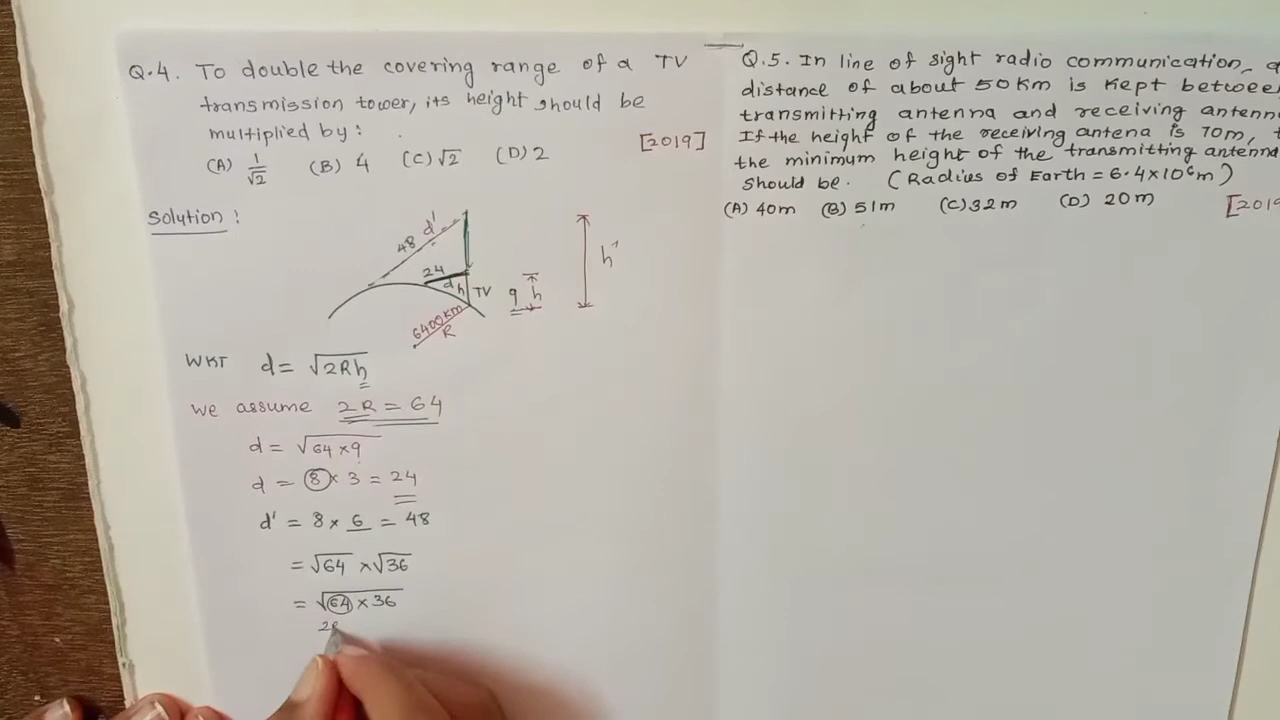 Q.4. To double the covering range of a TV
transmission tower, its height should be
multiplied by:
[2019]
(A) 1/√2 (B) 4 (C) √2 (D) 2
Solution:
48 d'
24
d h TV
9 h
h'
6400km
R
WKT d = √2Rh
We assume 2R = 64
d = √64×9
d = 8 × 3 = 24
d' = 8 × 6 = 48
= √64 × √36
= √64 × 36
Q.5. In line of sight radio communication, a
distance of about 50 Km is kept between
transmitting antenna and receiving
If the height of the receiving antena is 70m,
the minimum height of the transmitting antenna
should be. (Radius of Earth = 6.4×10⁶m)
(A) 40m (B) 51m (C) 32m (D) 20m